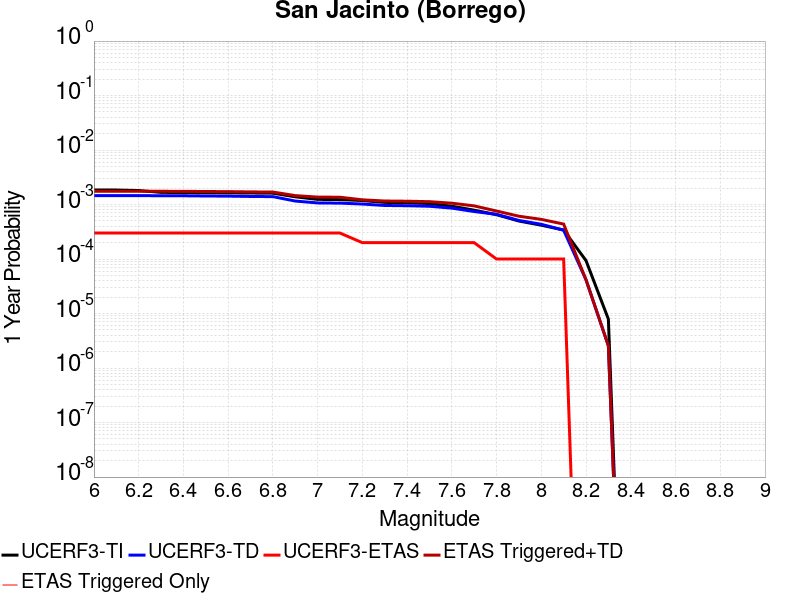 San Jacinto (Borrego)
1 Year Probability
10^0
10^-1
10^-2
10^-3
10^-4
10^-5
10^-6
10^-7
10^-8
6 6.2 6.4 6.6 6.8 7 7.2 7.4 7.6 7.8 8 8.2 8.4 8.6 8.8 9
Magnitude
UCERF3-TI UCERF3-TD UCERF3-ETAS ETAS Triggered+TD
ETAS Triggered Only